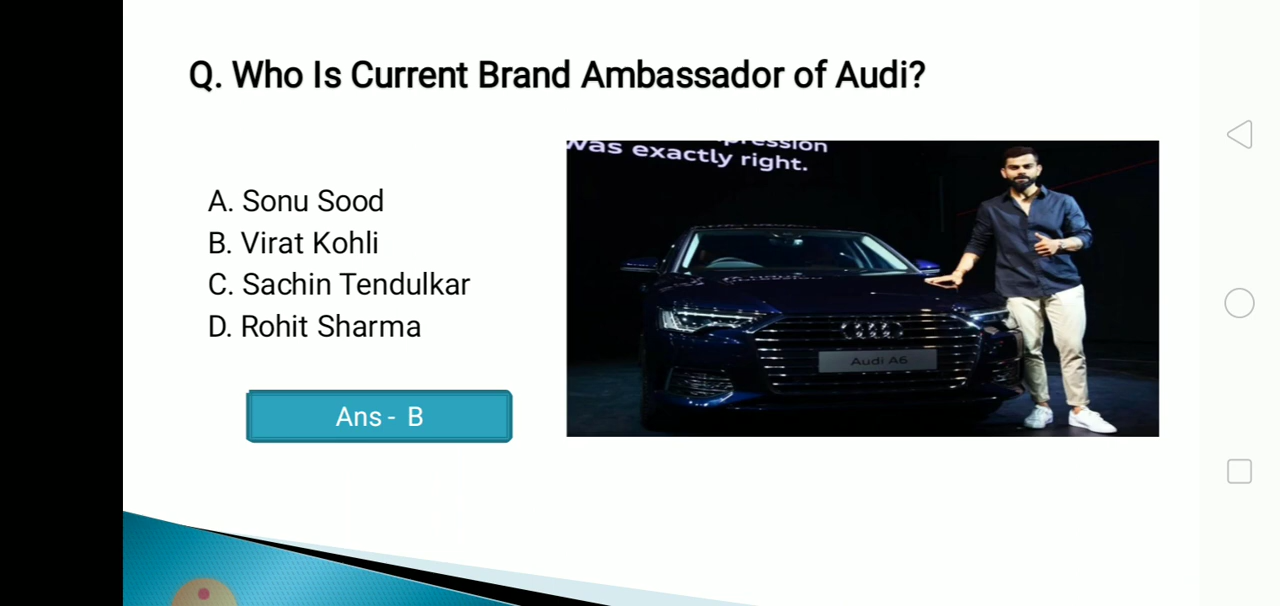 Q. Who Is Current Brand Ambassador of Audi?
was exactly right.
A. Sonu Sood
B. Virat Kohli
C. Sachin Tendulkar
D. Rohit Sharma
Audi A6
Ans - B